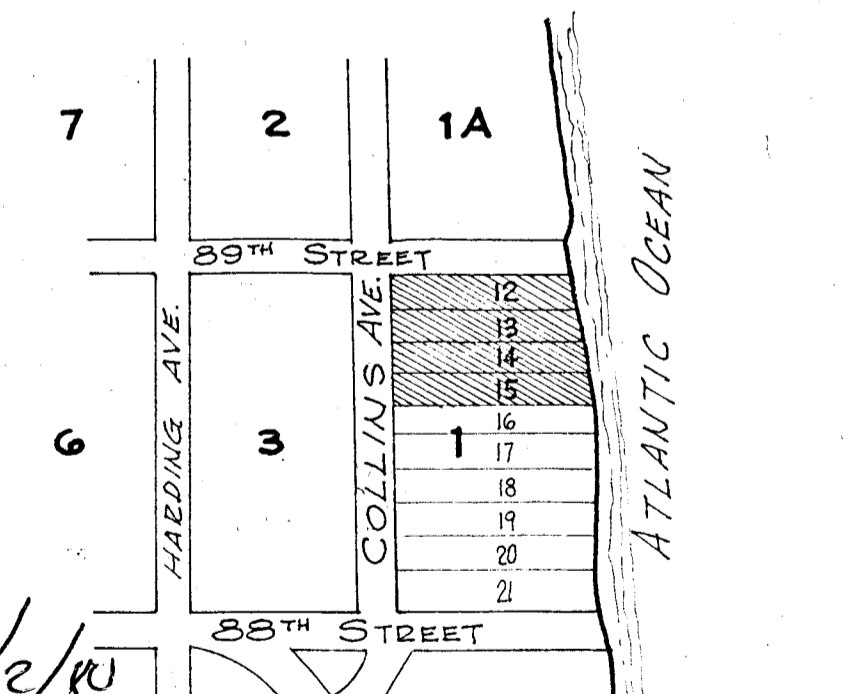 7
2
1A
89TH STREET
ATLANTIC OCEAN
HARDING AVE.
COLLINS AVE.
12
13
14
15
16
17
18
19
20
21
6
3
1
88TH STREET